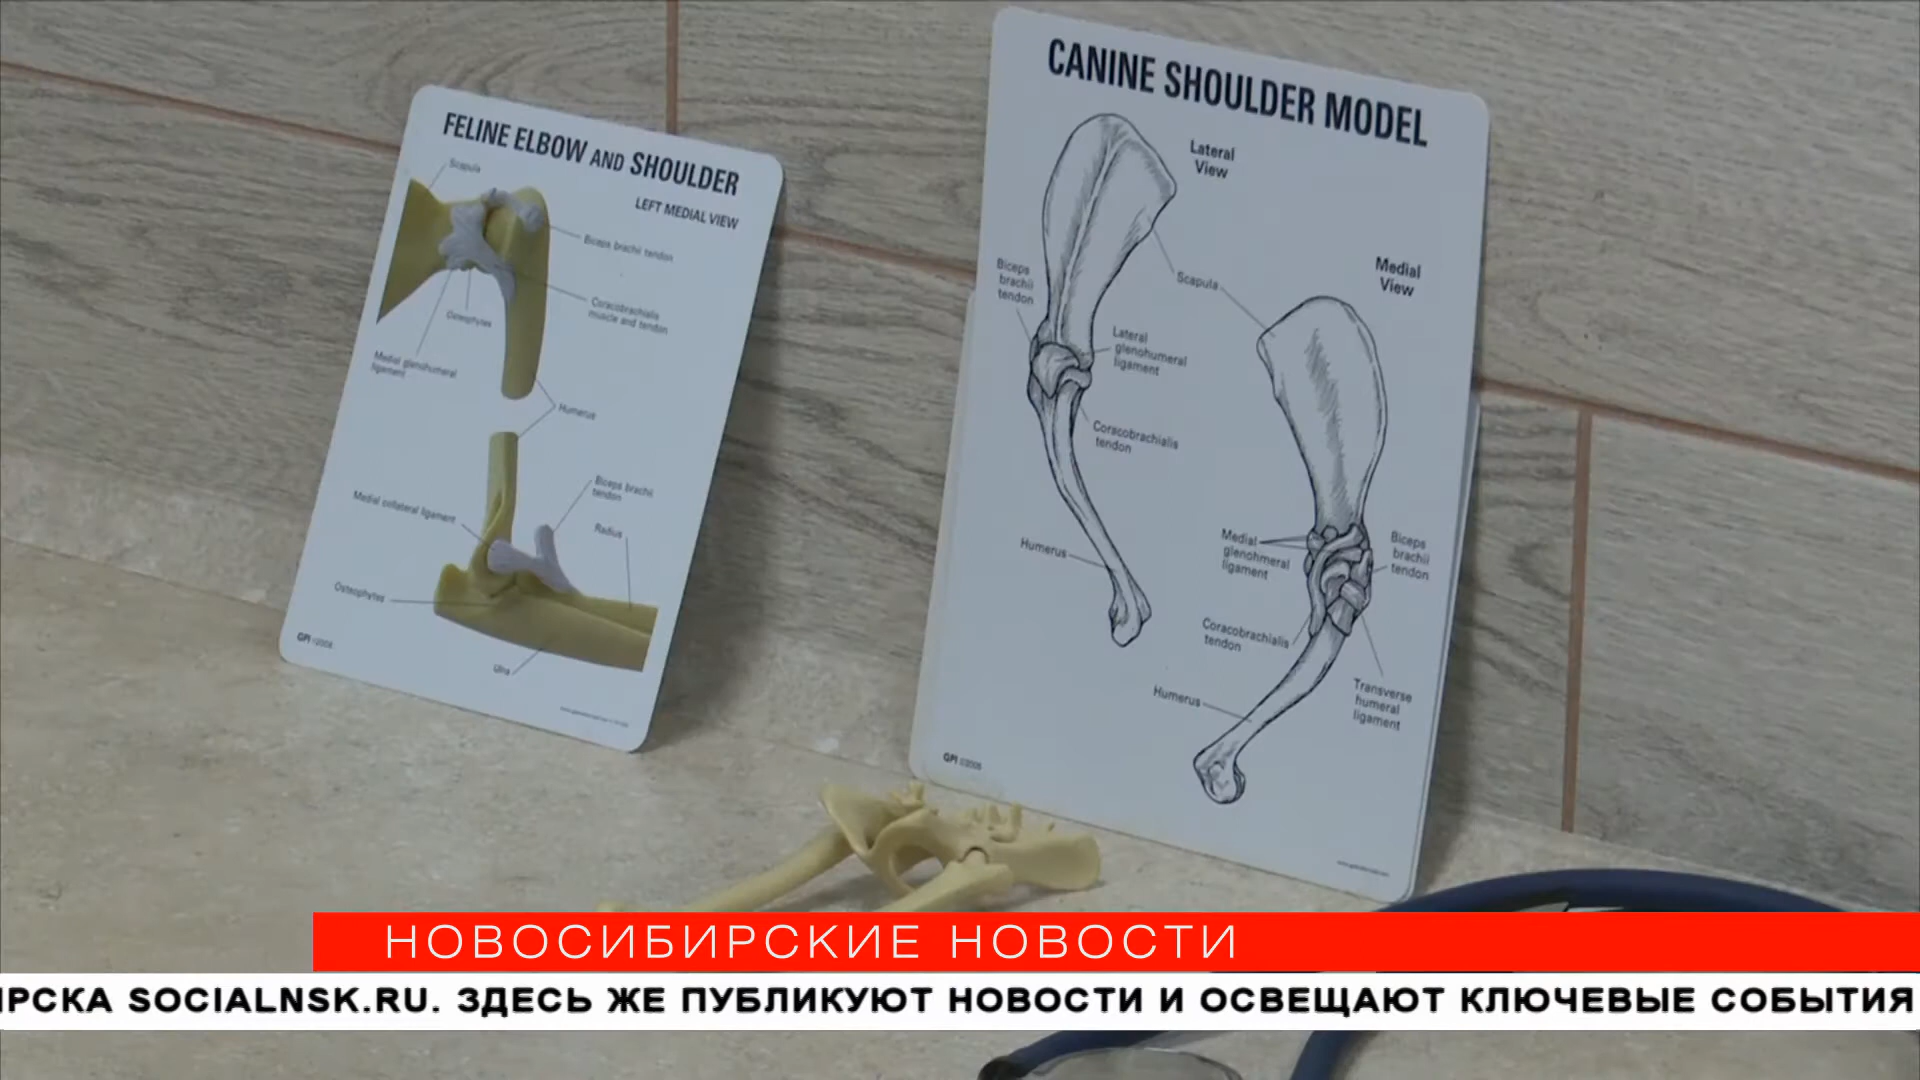 FELINE ELBOW AND SHOULDER
LEFT MEDIAL VIEW
Scapula
Biceps brachii tendon
Coracobrachialis
muscle and tendon
Osteophytes
Medial glenohumeral
ligament
Humerus
Biceps brachii
tendon
Medial collateral ligament
Radius
Osteophytes
Ulna
GPI
CANINE SHOULDER MODEL
Lateral
View
Medial
View
Biceps
brachii
tendon
Scapula
Lateral
glenohumeral
ligament
Coracobrachialis
tendon
Humerus
Medial
glenohmeral
ligament
Biceps
brachii
tendon
Coracobrachialis
tendon
Humerus
Transverse
humeral
ligament
GPI
НОВОСИБИРСКИЕ НОВОСТИ
ИРСКА SOCIALNSK.RU. ЗДЕСЬ ЖЕ ПУБЛИКУЮТ НОВОСТИ И ОСВЕЩАЮТ КЛЮЧЕВЫЕ СОБЫТИЯ